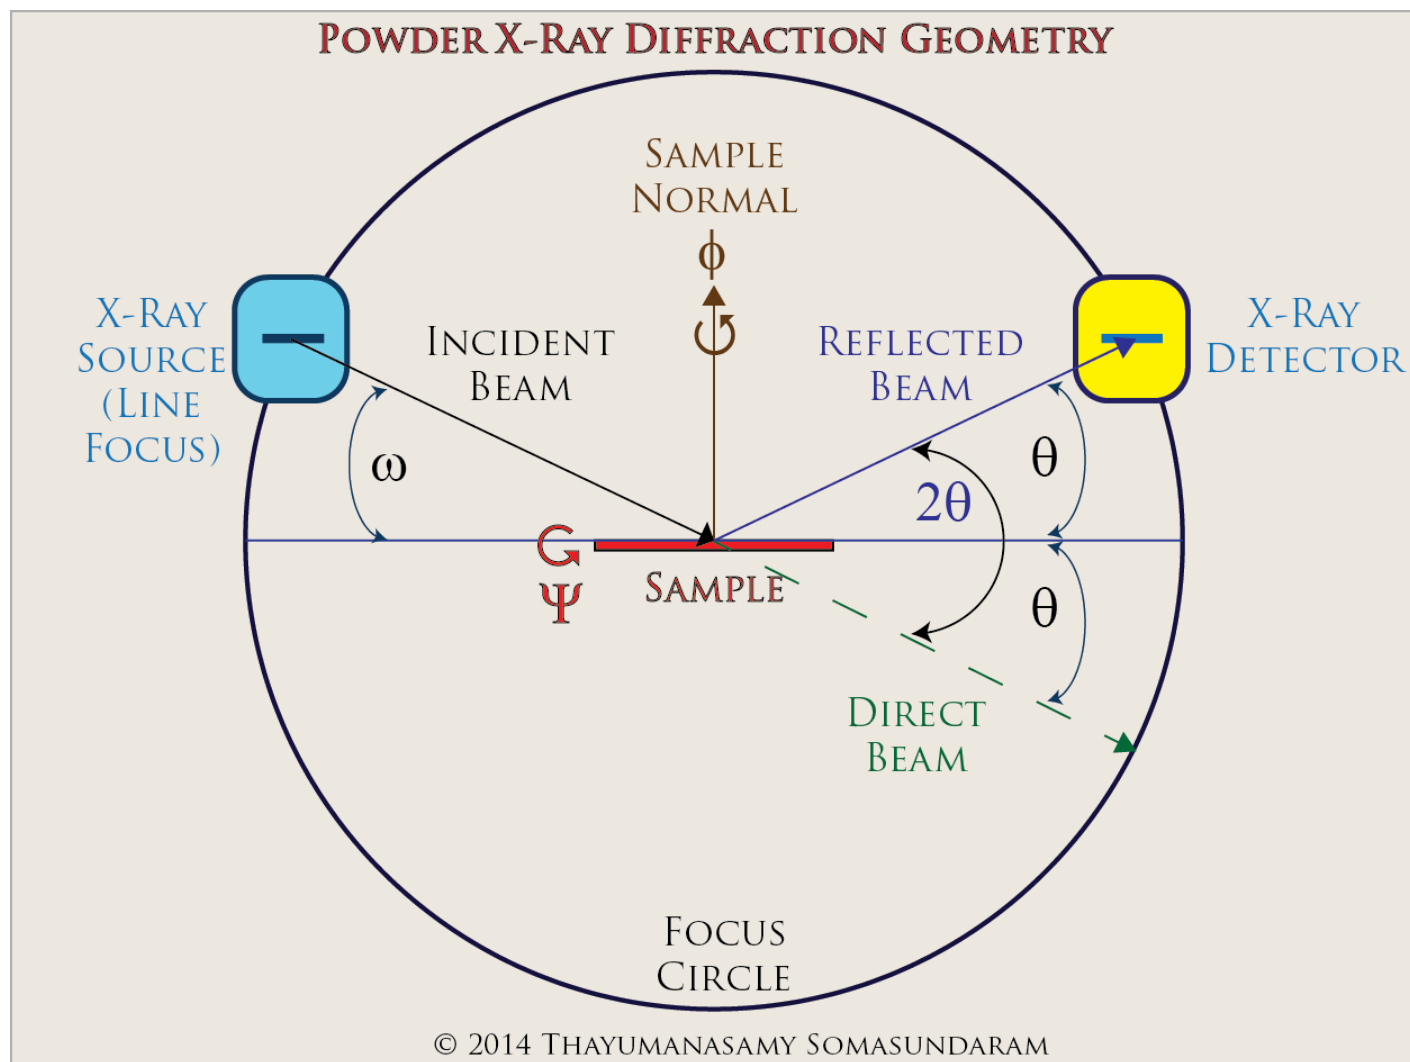 Powder X-Ray Diffraction Geometry
Sample
Normal
ϕ
X-Ray
Source
(Line
Focus)
Incident
Beam
Reflected
Beam
X-Ray
Detector
ω
2θ
θ
Ψ
Sample
θ
Direct
Beam
Focus
Circle
© 2014 Thayumanasamy Somasundaram